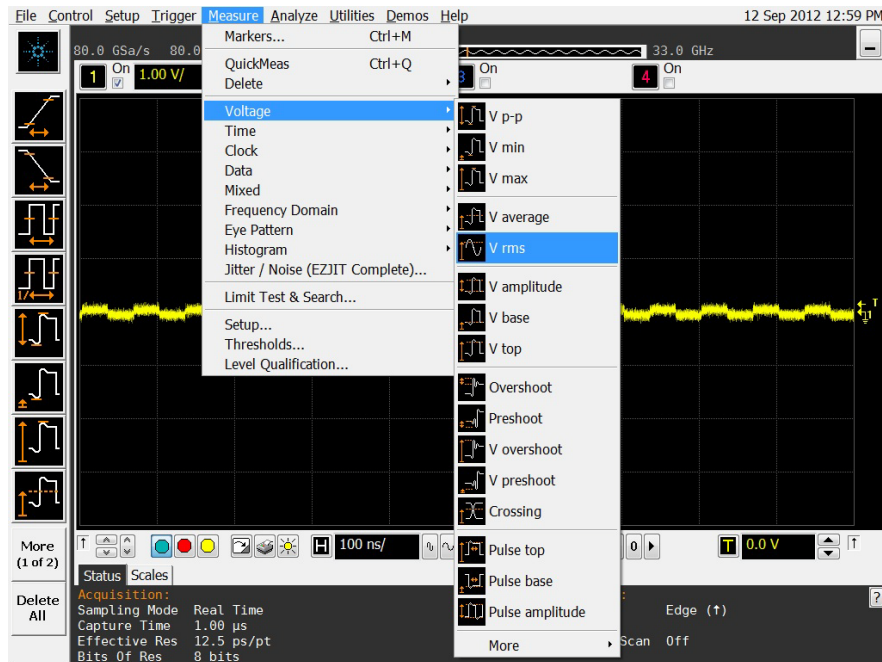 File Control Setup Trigger Measure Analyze Utilities Demos Help 12 Sep 2012 12:59 PM
80.0 GSa/s 80.0 33.0 GHz
1 On 1.00 V/ 3 On 4 On
Markers... Ctrl+M
QuickMeas Ctrl+Q
Delete
Voltage
Time
Clock
Data
Mixed
Frequency Domain
Eye Pattern
Histogram
Jitter / Noise (EZJIT Complete)...
Limit Test & Search...
Setup...
Thresholds...
Level Qualification...
V p-p
V min
V max
V average
V rms
V amplitude
V base
V top
Overshoot
Preshoot
V overshoot
V preshoot
Crossing
Pulse top
Pulse base
Pulse amplitude
More
1/
T
1
More
(1 of 2)
Delete
All
H 100 ns/ 0 T 0.0 V
Status Scales
?
Acquisition: :
Sampling Mode Real Time Edge (↑)
Capture Time 1.00 µs
Effective Res 12.5 ps/pt Scan Off
Bits Of Res 8 bits